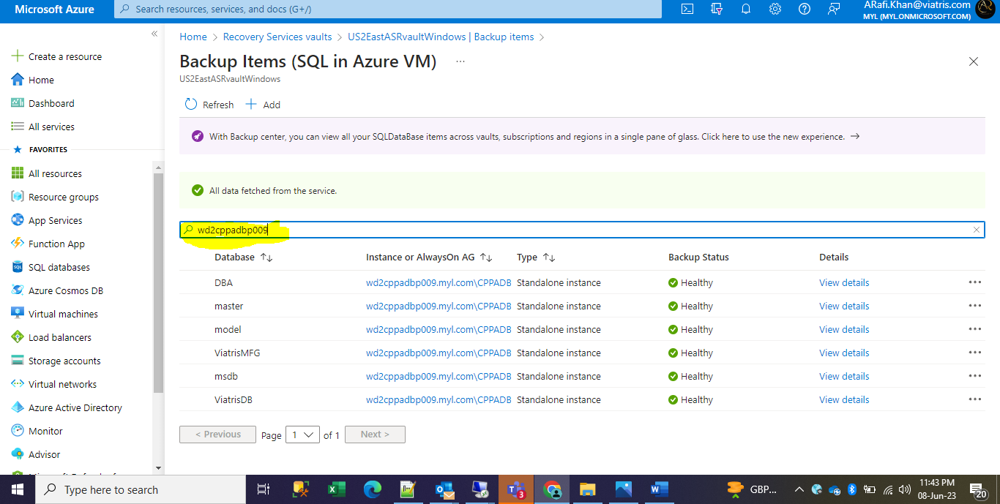 Microsoft Azure
Search resources, services, and docs (G+/)
ARafi.Khan@viatris.com
MYL (MYLONMICROSOFT.COM)
Create a resource
Home
Dashboard
All services
FAVORITES
All resources
Resource groups
App Services
Function App
SQL databases
Azure Cosmos DB
Virtual machines
Load balancers
Storage accounts
Virtual networks
Azure Active Directory
Monitor
Advisor
Home > Recovery Services vaults > US2EastASRvaultWindows | Backup items >
Backup Items (SQL in Azure VM) ...
US2EastASRvaultWindows
Refresh + Add
With Backup center, you can view all your SQLDataBase items across vaults, subscriptions and regions in a single pane of glass. Click here to use the new experience. →
All data fetched from the service.
wd2cppadbp009
Database ↑↓ Instance or AlwaysOn AG ↑↓ Type ↑↓ Backup Status Details
DBA wd2cppadbp009.myl.com\CPPADB Standalone instance Healthy View details ...
master wd2cppadbp009.myl.com\CPPADB Standalone instance Healthy View details ...
model wd2cppadbp009.myl.com\CPPADB Standalone instance Healthy View details ...
ViatrisMFG wd2cppadbp009.myl.com\CPPADB Standalone instance Healthy View details ...
msdb wd2cppadbp009.myl.com\CPPADB Standalone instance Healthy View details ...
ViatrisDB wd2cppadbp009.myl.com\CPPADB Standalone instance Healthy View details ...
< Previous Page 1 of 1 Next >
Type here to search
3
GBP...
11:43 PM
08-Jun-23
20